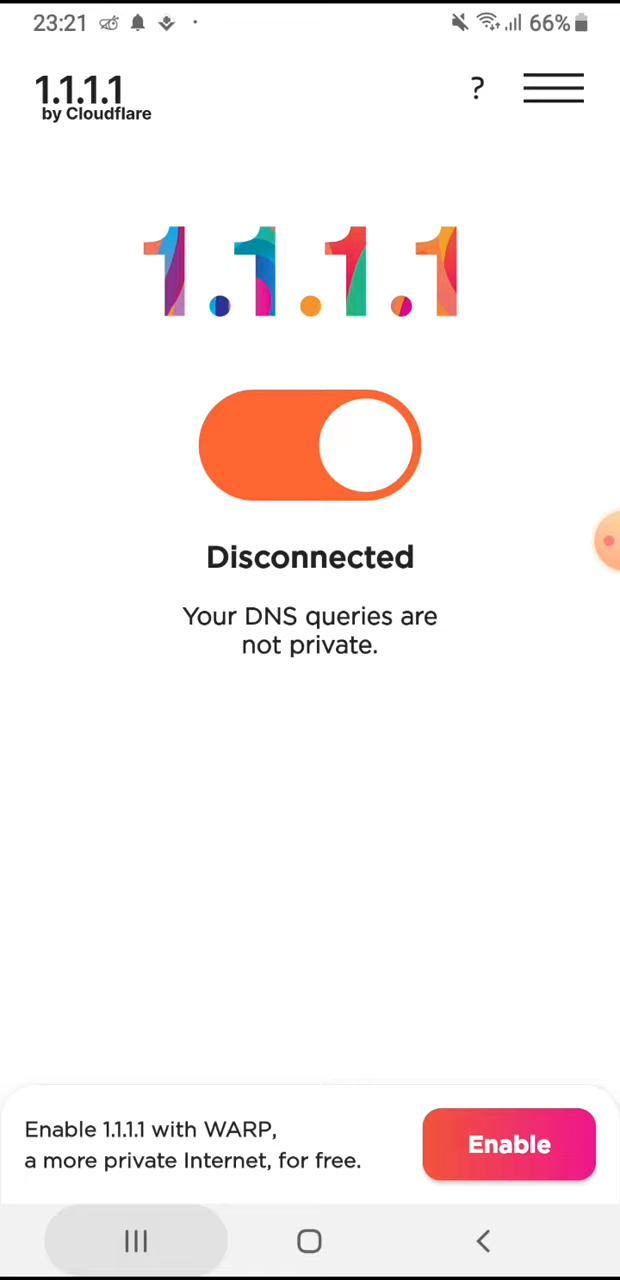 23:21
66%
1.1.1.1
by Cloudflare
?
1.1.1.1
Disconnected
Your DNS queries are
not private.
Enable 1.1.1.1 with WARP,
a more private Internet, for free.
Enable